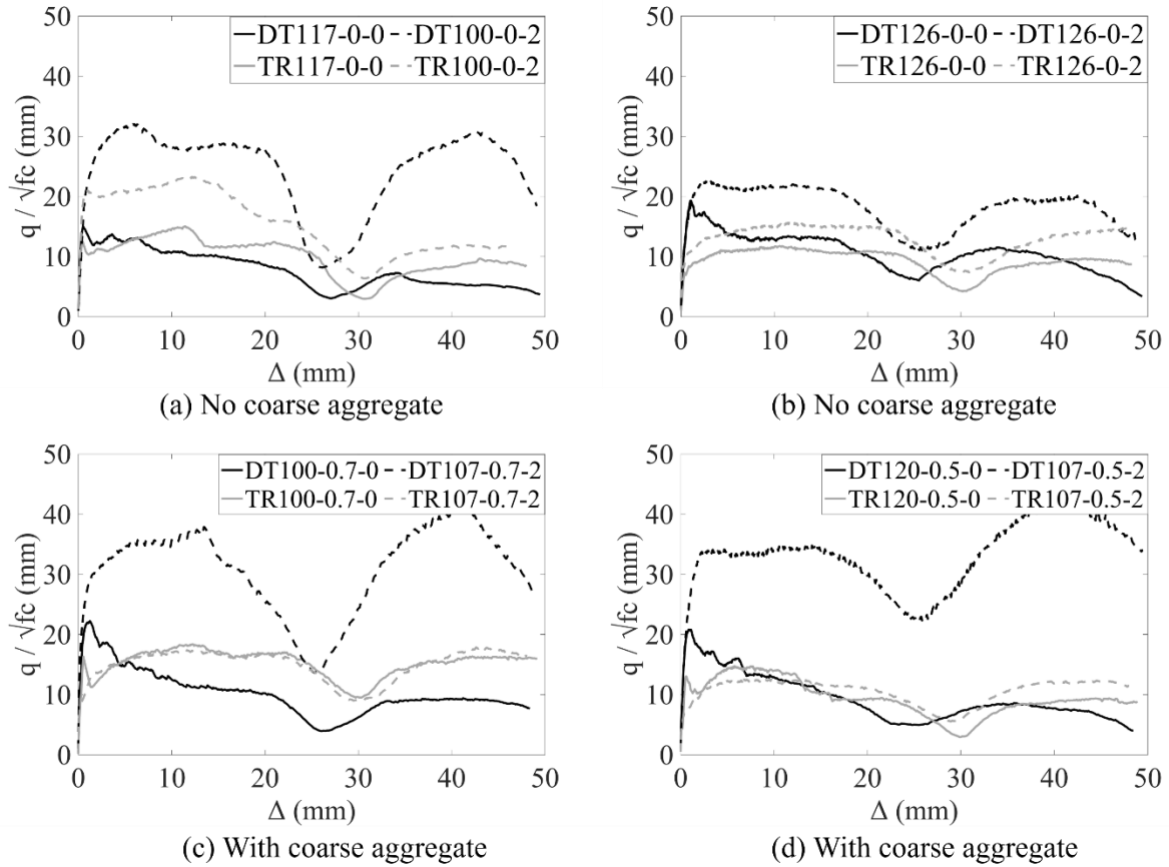 50
40
30
20
10
0
q / √fc (mm)
DT117-0-0 DT100-0-2
TR117-0-0 TR100-0-2
0 10 20 30 40 50
Δ (mm)
(a) No coarse aggregate
50
40
30
20
10
0
q / √fc (mm)
DT126-0-0 DT126-0-2
TR126-0-0 TR126-0-2
0 10 20 30 40 50
Δ (mm)
(b) No coarse aggregate
50
40
30
20
10
0
q / √fc (mm)
DT100-0.7-0 DT107-0.7-2
TR100-0.7-0 TR107-0.7-2
0 10 20 30 40 50
Δ (mm)
(c) With coarse aggregate
50
40
30
20
10
0
q / √fc (mm)
DT120-0.5-0 DT107-0.5-2
TR120-0.5-0 TR107-0.5-2
0 10 20 30 40 50
Δ (mm)
(d) With coarse aggregate